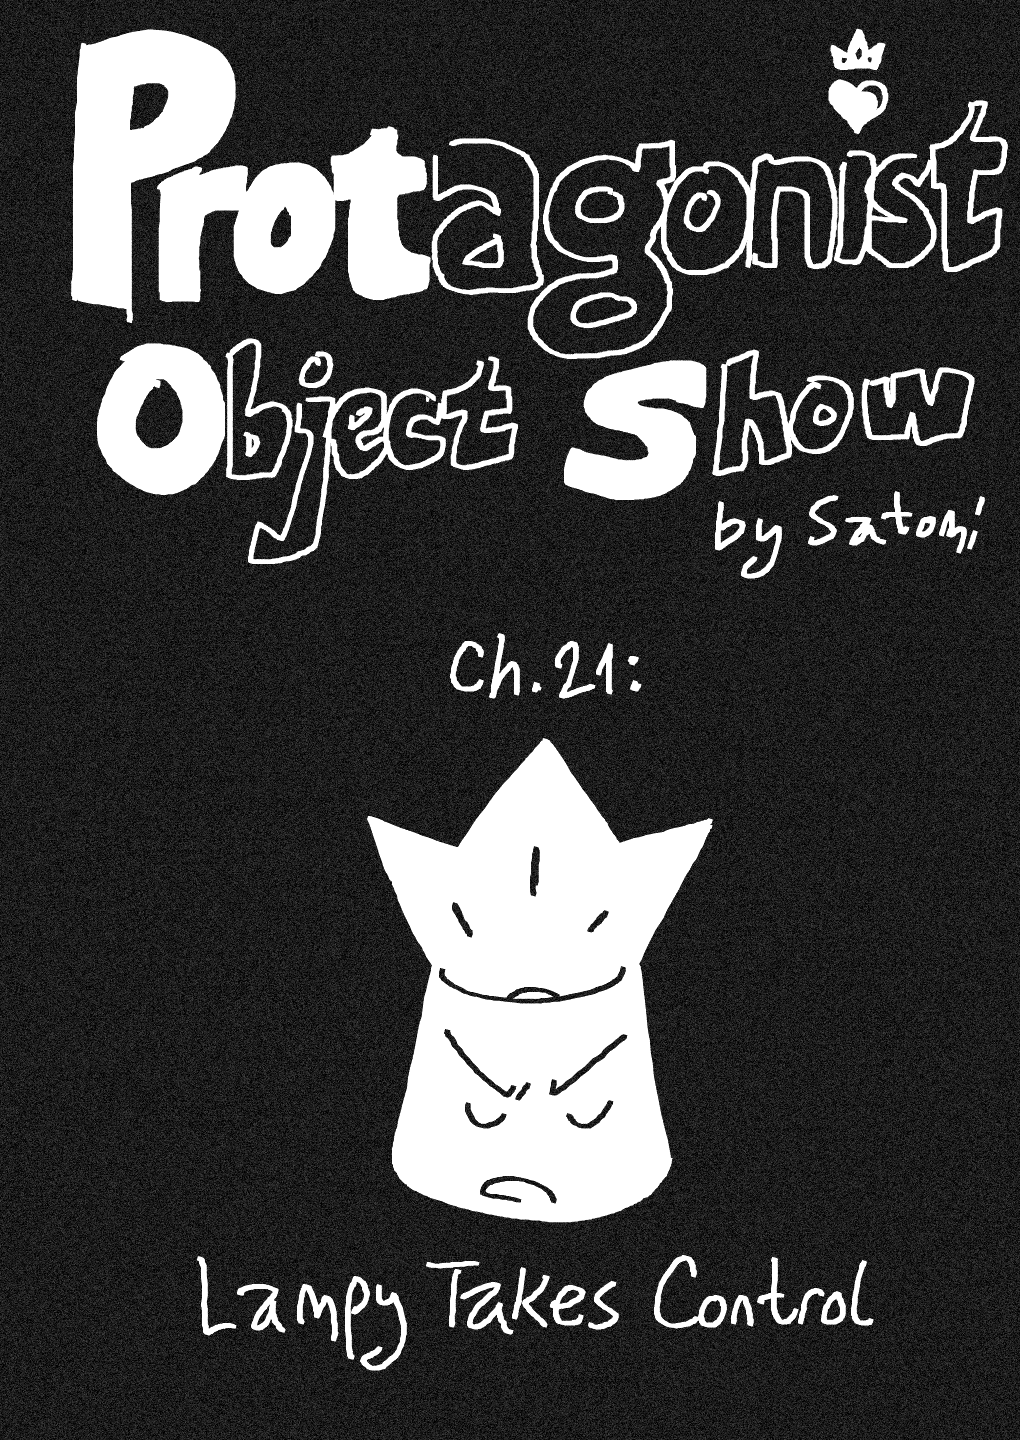 Protagonist
Object Show
by Satomi
Ch.21:
Lampy Takes Control